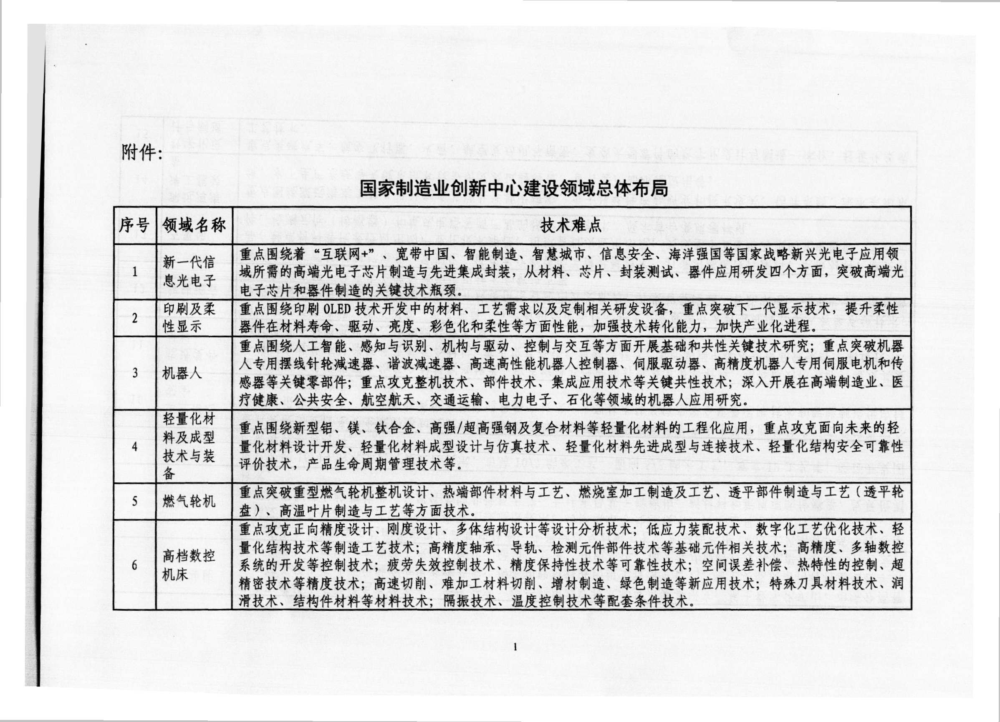 附件:
国家制造业创新中心建设领域总体布局
序号 领域名称 技术难点
1
新一代信
息光电子
重点围绕着“互联网+”、宽带中国、智能制造、智慧城市、信息安全、海洋强国等国家战略新兴光电子应用领
域所需的高端光电子芯片制造与先进集成封装，从材料、芯片、封装测试、器件应用研发四个方面，突破高端光
电子芯片和器件制造的关键技术瓶颈。
2
印刷及柔
性显示
重点围绕印刷 OLED 技术开发中的材料、工艺需求以及定制相关研发设备，重点突破下一代显示技术，提升柔性
器件在材料寿命、驱动、亮度、彩色化和柔性等方面性能，加强技术转化能力，加快产业化进程。
3
机器人
重点围绕人工智能、感知与识别、机构与驱动、控制与交互等方面开展基础和共性关键技术研究；重点突破机器
人专用摆线针轮减速器、谐波减速器、高速高性能机器人控制器、伺服驱动器、高精度机器人专用伺服电机和传
感器等关键零部件；重点攻克整机技术、部件技术、集成应用技术等关键共性技术；深入开展在高端制造业、医
疗健康、公共安全、航空航天、交通运输、电力电子、石化等领域的机器人应用研究。
4
轻量化材
料及成型
技术与装
备
重点围绕新型铝、镁、钛合金、高强/超高强钢及复合材料等轻量化材料的工程化应用，重点攻克面向未来的轻
量化材料设计开发、轻量化材料成型设计与仿真技术、轻量化材料先进成型与连接技术、轻量化结构安全可靠性
评价技术，产品生命周期管理技术等。
5
燃气轮机
重点突破重型燃气轮机整机设计、热端部件材料与工艺、燃烧室加工制造及工艺、透平部件制造与工艺（透平轮
盘）、高温叶片制造与工艺等方面技术。
6
高档数控
机床
重点攻克正向精度设计、刚度设计、多体结构设计等设计分析技术；低应力装配技术、数字化工艺优化技术、轻
量化结构技术等制造工艺技术；高精度轴承、导轨、检测元件部件技术等基础元件相关技术；高精度、多轴数控
系统的开发等控制技术；疲劳失效控制技术、精度保持性技术等可靠性技术；空间误差补偿、热特性的控制、超
精密技术等精度技术；高速切削、难加工材料切削、增材制造、绿色制造等新应用技术；特殊刀具材料技术、润
滑技术、结构件材料等材料技术；隔振技术、温度控制技术等配套条件技术。
1